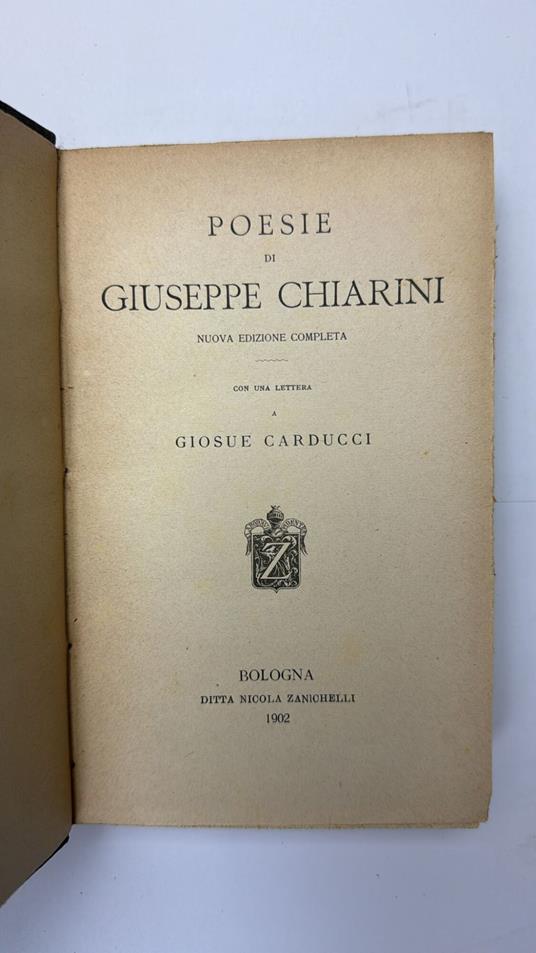 POESIE
DI
GIUSEPPE CHIARINI
NUOVA EDIZIONE COMPLETA
CON UNA LETTERA
A
GIOSUE CARDUCCI
Z
BOLOGNA
DITTA NICOLA ZANICHELLI
1902